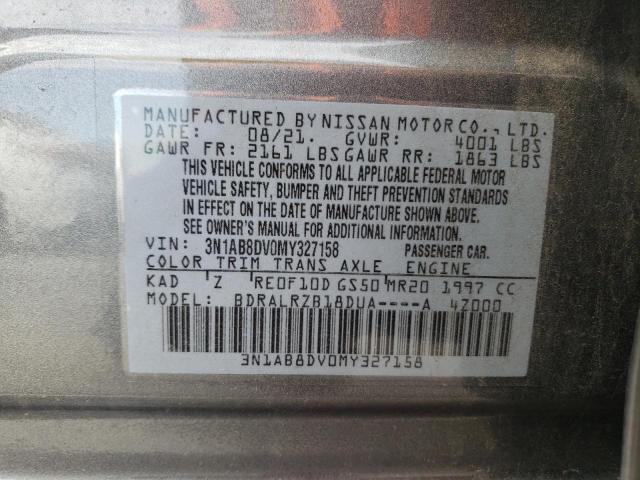 MANUFACTURED BY NISSAN MOTOR CO., LTD.
DATE: 08/21. GVWR: 4001 LBS
GAWR FR: 2161 LBS GAWR RR: 1863 LBS
THIS VEHICLE CONFORMS TO ALL APPLICABLE FEDERAL MOTOR
VEHICLE SAFETY, BUMPER AND THEFT PREVENTION STANDARDS
IN EFFECT ON THE DATE OF MANUFACTURE SHOWN ABOVE.
SEE OWNER'S MANUAL FOR ADDITIONAL INFORMATION.
VIN: 3N1AB8DV0MY327158 PASSENGER CAR.
COLOR TRIM TRANS AXLE ENGINE
KAD Z RE0F10D GS50 MR20 1997 CC
MODEL: BDRALRZB18DUA----A 4Z000
3N1AB8DV0MY327158